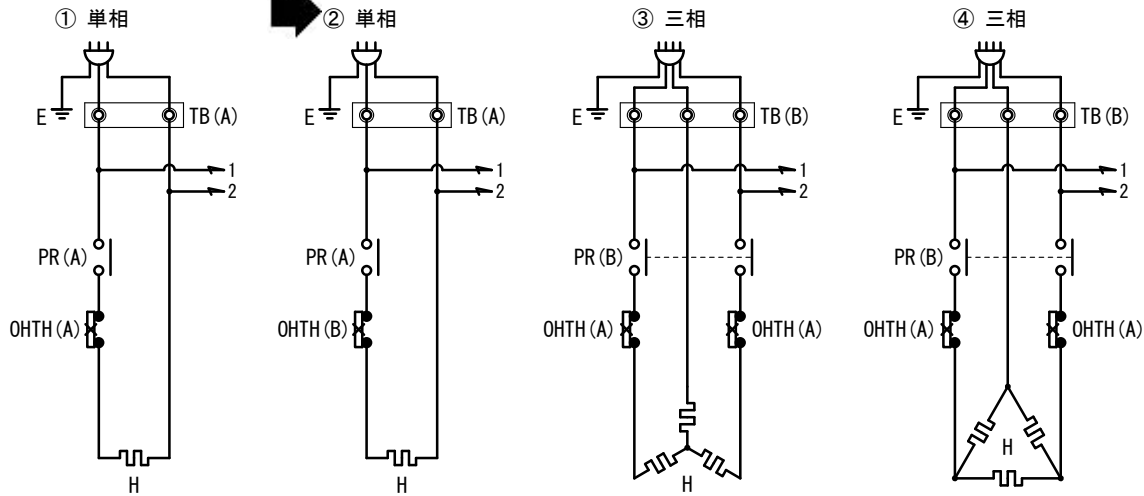 ① 単相
② 単相
③ 三相
④ 三相
E
TB(A)
E
TB(A)
E
TB(B)
E
TB(B)
1
2
1
2
1
2
1
2
PR(A)
PR(A)
PR(B)
PR(B)
OHTH(A)
OHTH(B)
OHTH(A)
OHTH(A)
OHTH(A)
OHTH(A)
H
H
H
H